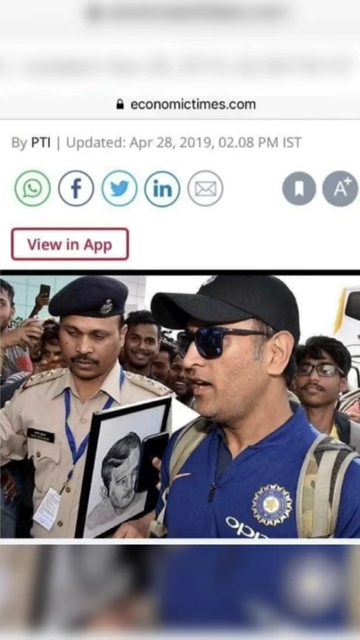 economictimes.com
By PTI | Updated: Apr 28, 2019, 02.08 PM IST
A+
View in App
oppo